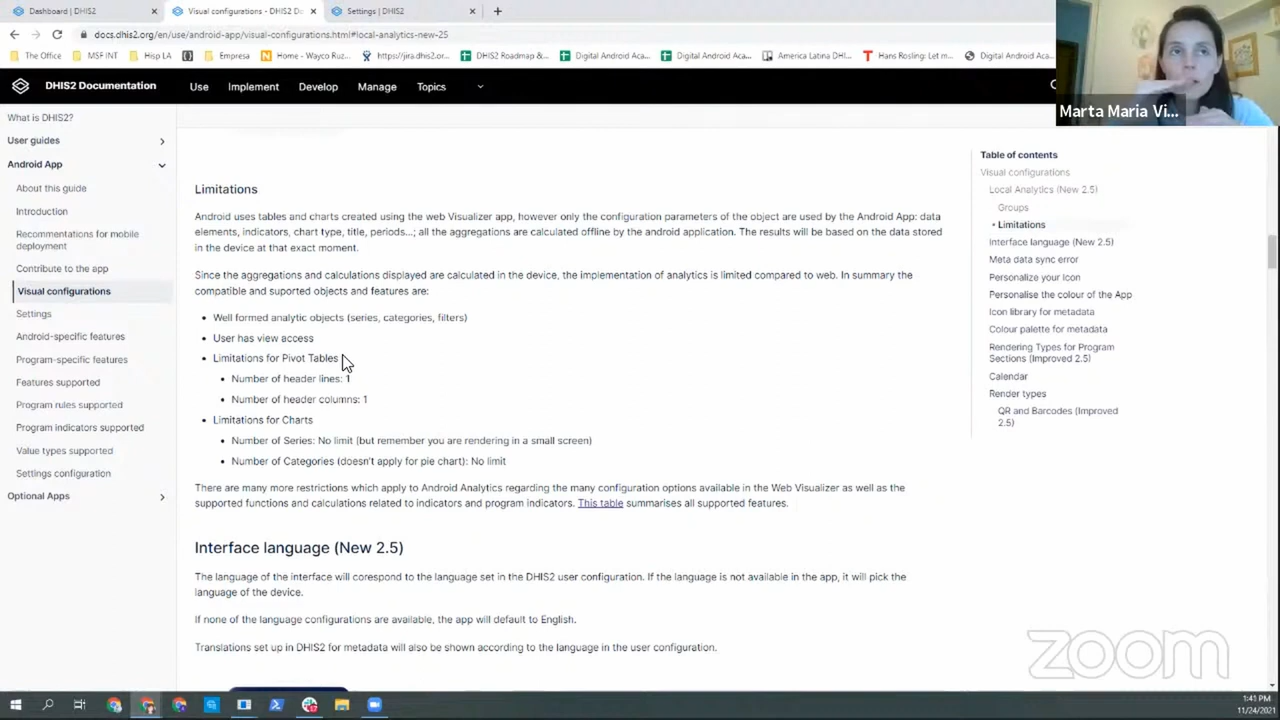 Dashboard | DHIS2
Visual configurations - DHIS2 D
Settings | DHIS2
docs.dhis2.org/en/use/android-app/visual-configurations.html#local-analytics-new-25
The Office
MSF INT
Hisp LA
Empresa
Home - Wayco Ruz...
https://jira.dhis2.or...
DHIS2 Roadmap &...
Digital Android Aca...
Digital Android Aca...
America Latina DHI...
Hans Rosling: Let m...
Digital Android Aca
Marta Maria Vi...
DHIS2 Documentation
Use
Implement
Develop
Manage
Topics
What is DHIS2?
User guides
Android App
About this guide
Introduction
Recommendations for mobile
deployment
Contribute to the app
Visual configurations
Settings
Android-specific features
Program-specific features
Features supported
Program rules supported
Program indicators supported
Value types supported
Settings configuration
Optional Apps
Limitations
Android uses tables and charts created using the web Visualizer app, however only the configuration parameters of the object are used by the Android App: data
elements, indicators, chart type, title, periods...; all the aggregations are calculated offline by the android application. The results will be based on the data stored
in the device at that exact moment.
Since the aggregations and calculations displayed are calculated in the device, the implementation of analytics is limited compared to web. In summary the
compatible and suported objects and features are:
• Well formed analytic objects (series, categories, filters)
• User has view access
• Limitations for Pivot Tables
• Number of header lines: 1
• Number of header columns: 1
• Limitations for Charts
• Number of Series: No limit (but remember you are rendering in a small screen)
• Number of Categories (doesn't apply for pie chart): No limit
There are many more restrictions which apply to Android Analytics regarding the many configuration options available in the Web Visualizer as well as the
supported functions and calculations related to indicators and program indicators. This table summarises all supported features.
Interface language (New 2.5)
The language of the interface will corespond to the language set in the DHIS2 user configuration. If the language is not available in the app, it will pick the
language of the device.
If none of the language configurations are available, the app will default to English.
Translations set up in DHIS2 for metadata will also be shown according to the language in the user configuration.
Table of contents
Visual configurations
Local Analytics (New 2.5)
Groups
• Limitations
Interface language (New 2.5)
Meta data sync error
Personalize your Icon
Personalise the colour of the App
Icon library for metadata
Colour palette for metadata
Rendering Types for Program
Sections (Improved 2.5)
Calendar
Render types
QR and Barcodes (Improved
2.5)
zoom
1:41 PM
11/24/2021